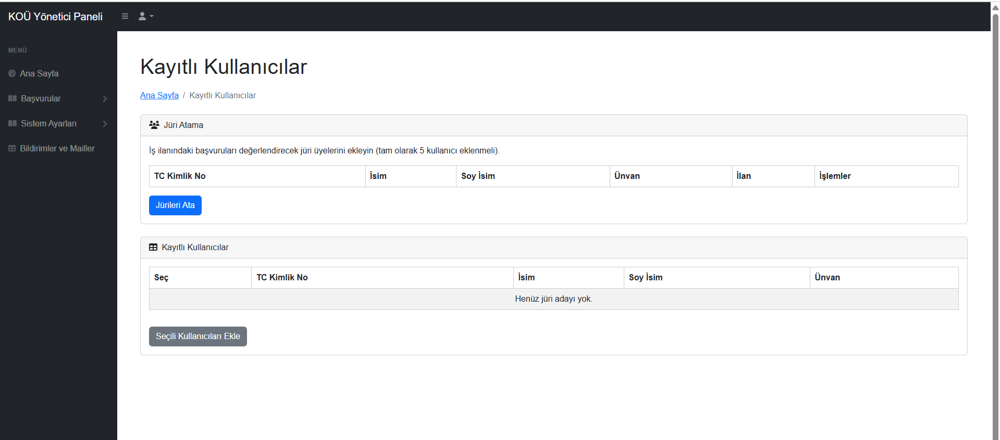 KOÜ Yönetici Paneli
MENÜ
Ana Sayfa
Başvurular
Sistem Ayarları
Bildirimler ve Mailler
Kayıtlı Kullanıcılar
Ana Sayfa / Kayıtlı Kullanıcılar
Jüri Atama
İş ilanındaki başvuruları değerlendirecek jüri üyelerini ekleyin (tam olarak 5 kullanıcı eklenmeli).
TC Kimlik No İsim Soy İsim Ünvan İlan İşlemler
Jürileri Ata
Kayıtlı Kullanıcılar
Seç TC Kimlik No İsim Soy İsim Ünvan
Henüz jüri adayı yok.
Seçili Kullanıcıları Ekle